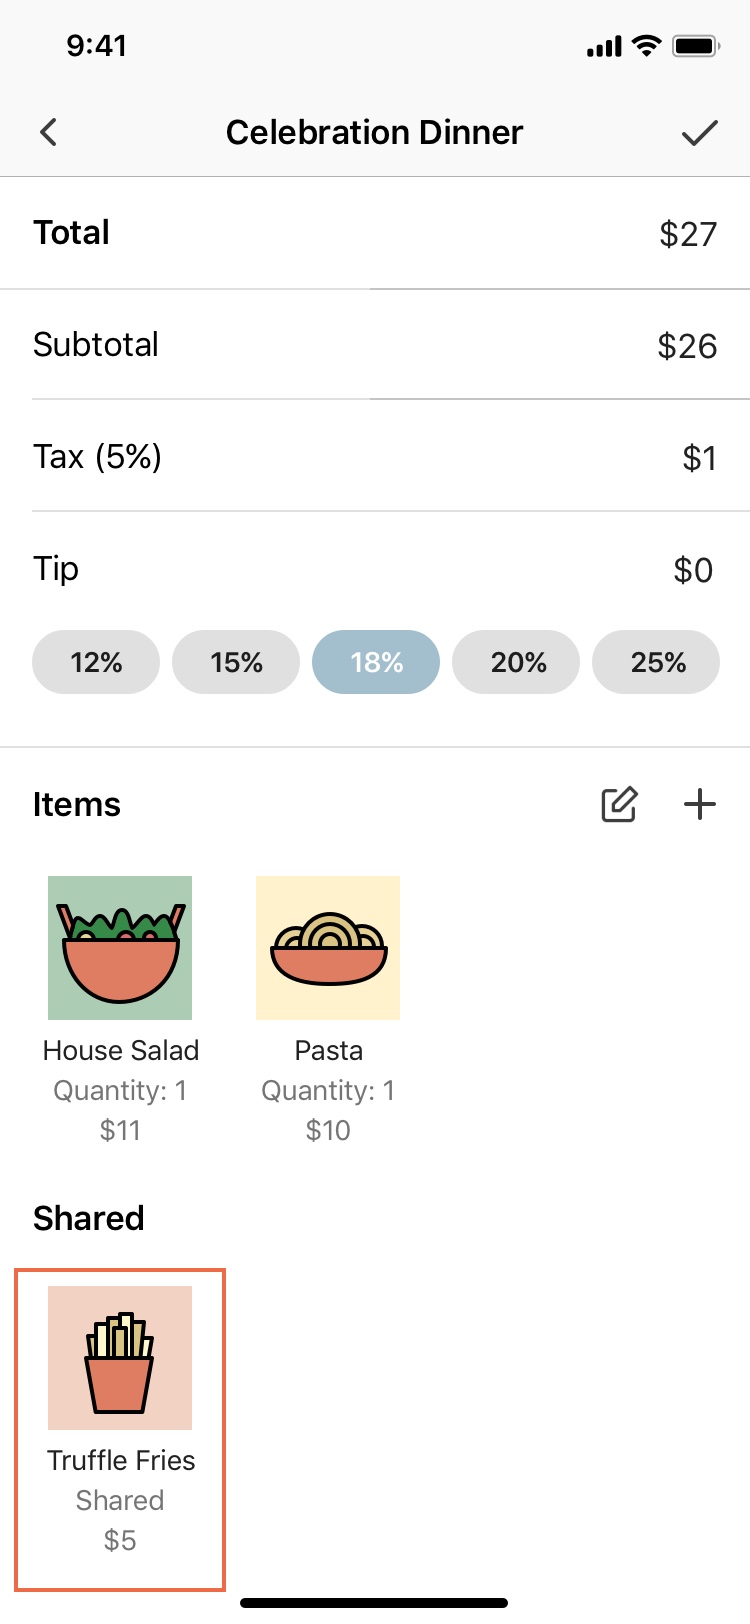 9:41
Celebration Dinner
Total $27
Subtotal $26
Tax (5%) $1
Tip $0
12% 15% 18% 20% 25%
Items
House Salad Pasta
Quantity: 1 Quantity: 1
$11 $10
Shared
Truffle Fries
Shared
$5